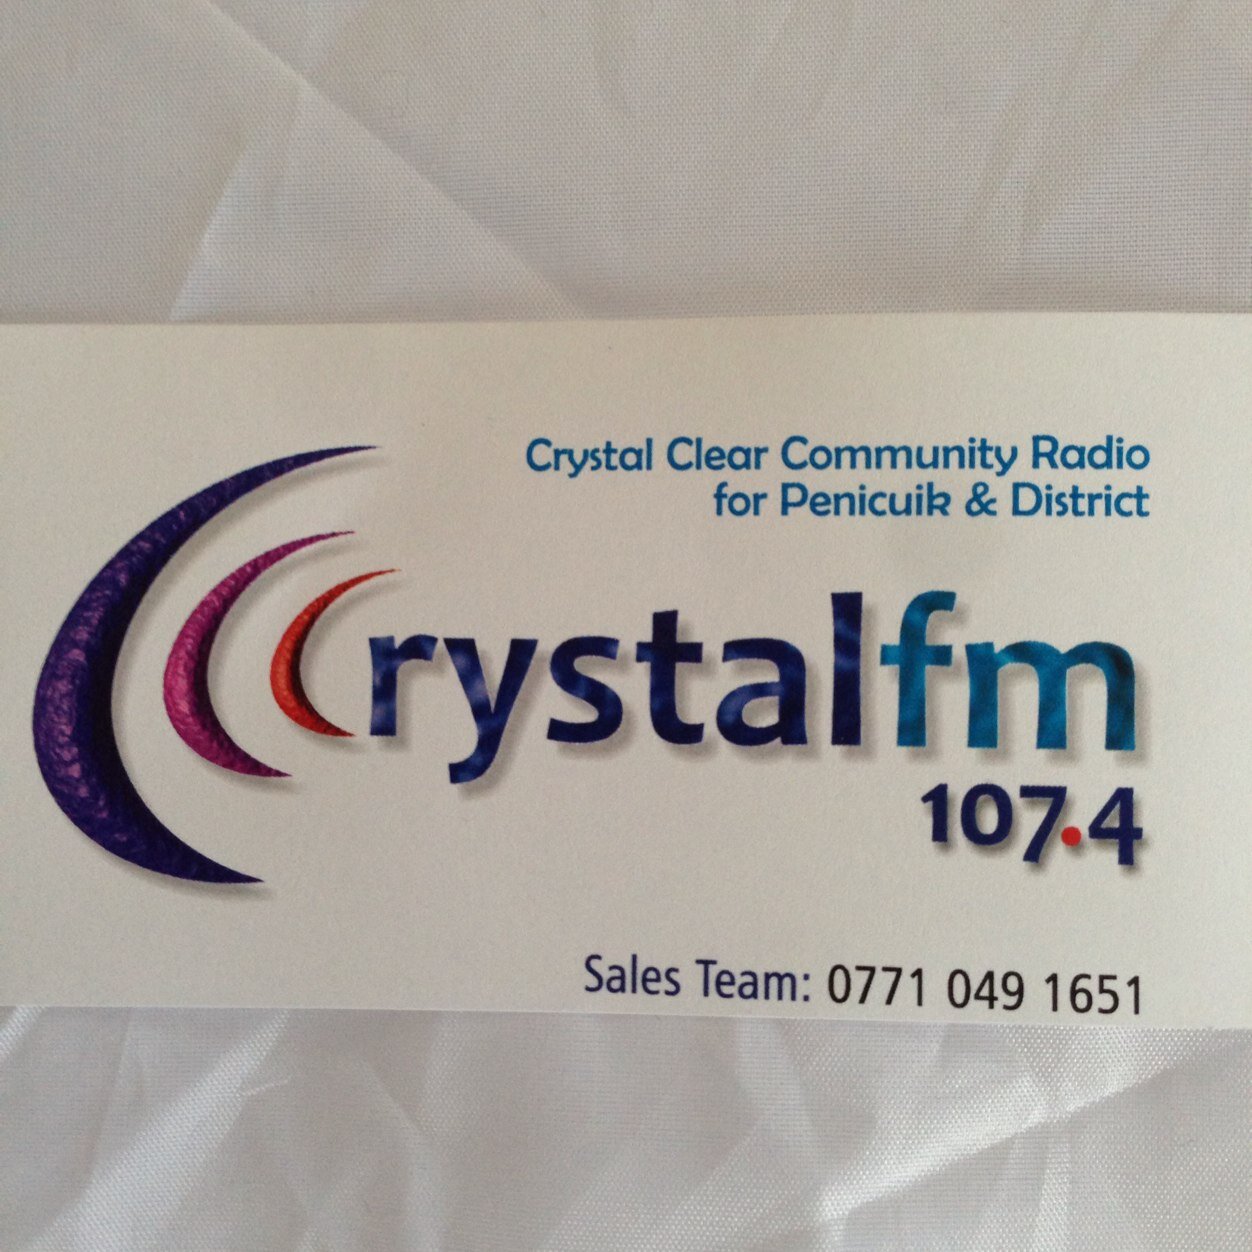 Crystal Clear Community Radio
for Penicuik & District
Crystalfm
107.4
Sales Team: 0771 049 1651